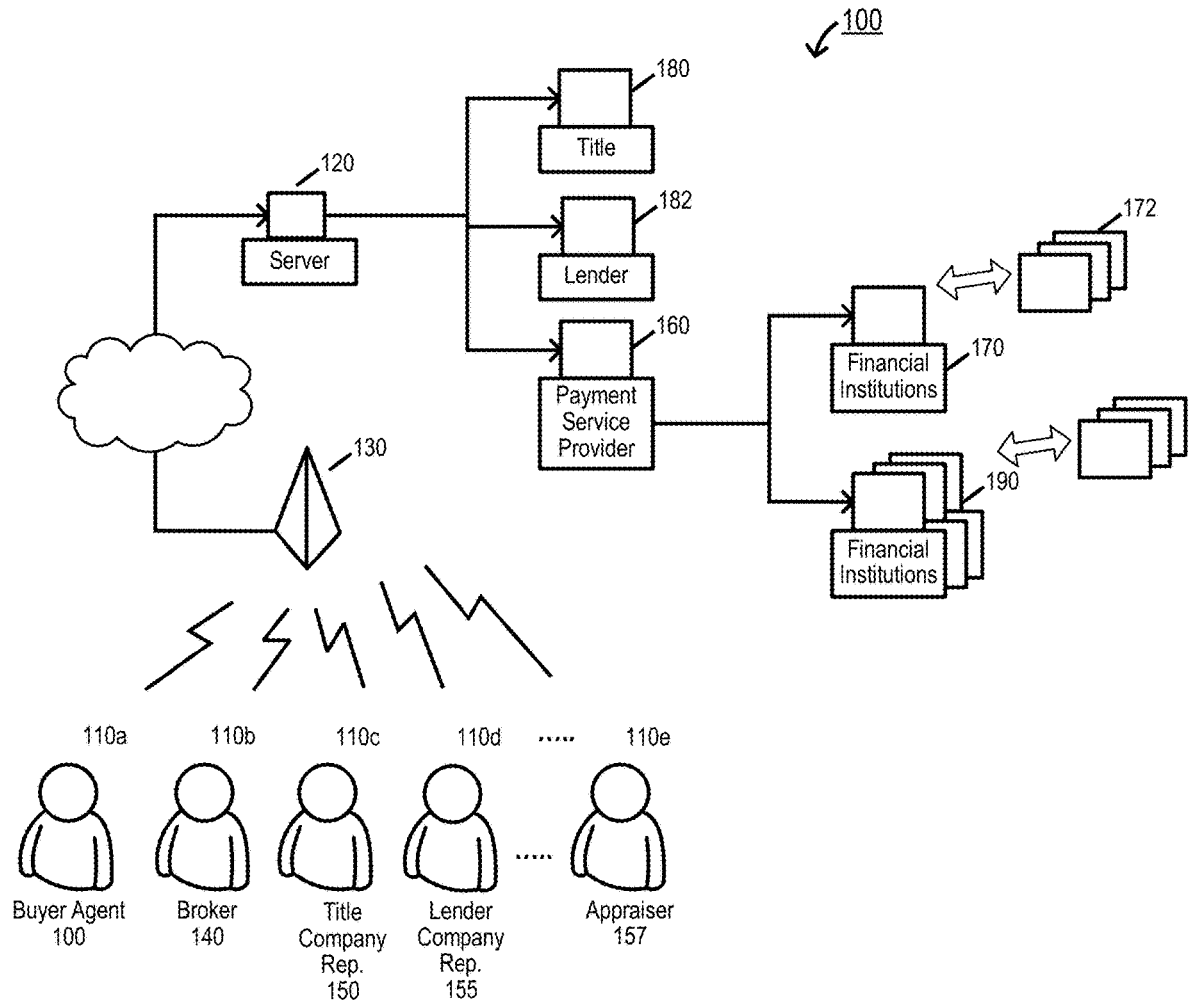 100
180
Title
120
Server
182
Lender
172
160
Payment
Service
Provider
170
Financial
Institutions
130
190
Financial
Institutions
110a
110b
110c
110d
.....
110e
.....
Buyer Agent
100
Broker
140
Title
Company
Rep.
150
Lender
Company
Rep.
155
Appraiser
157